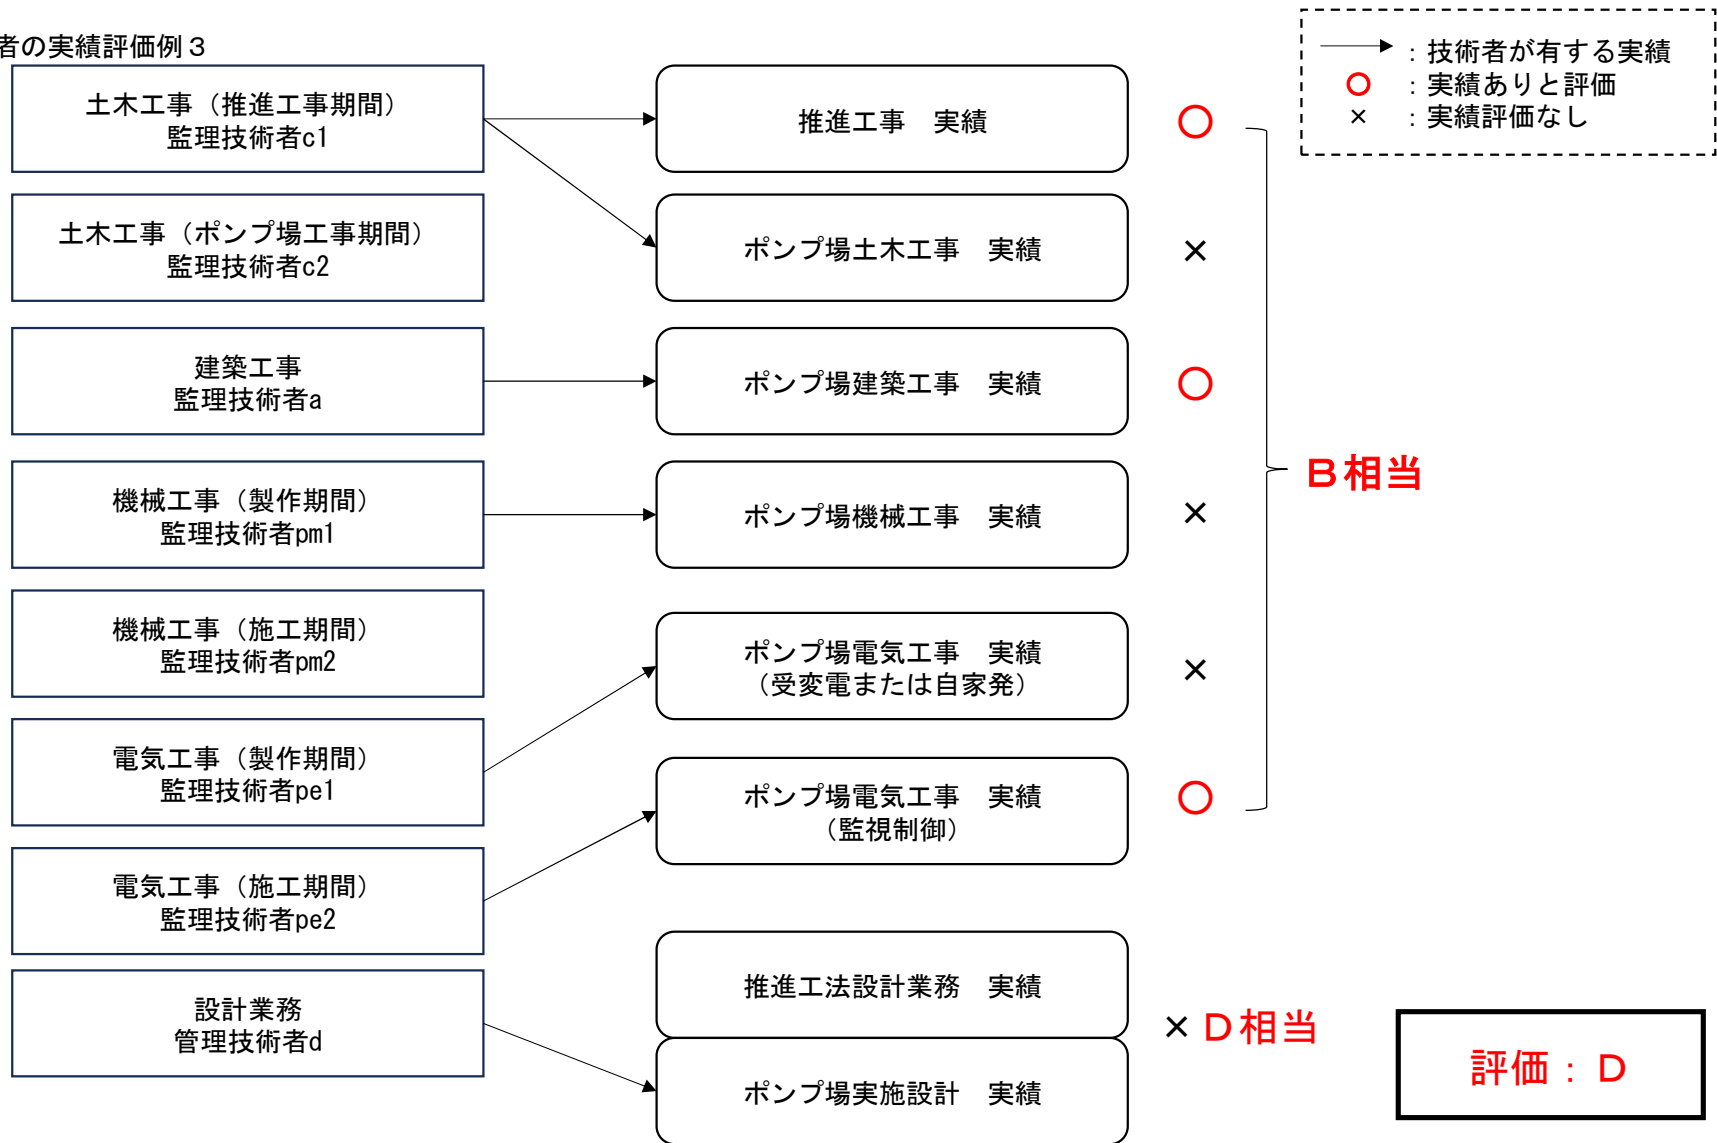 者の実績評価例３
：技術者が有する実績
○ ：実績ありと評価
× ：実績評価なし
土木工事（推進工事期間）
監理技術者c1
推進工事　実績
○
土木工事（ポンプ場工事期間）
監理技術者c2
ポンプ場土木工事　実績
×
建築工事
監理技術者a
ポンプ場建築工事　実績
○
機械工事（製作期間）
監理技術者pm1
ポンプ場機械工事　実績
×
Ｂ相当
機械工事（施工期間）
監理技術者pm2
ポンプ場電気工事　実績
（受変電または自家発）
×
電気工事（製作期間）
監理技術者pe1
ポンプ場電気工事　実績
（監視制御）
○
電気工事（施工期間）
監理技術者pe2
設計業務
管理技術者d
推進工法設計業務　実績
ポンプ場実施設計　実績
× Ｄ相当
評価：Ｄ